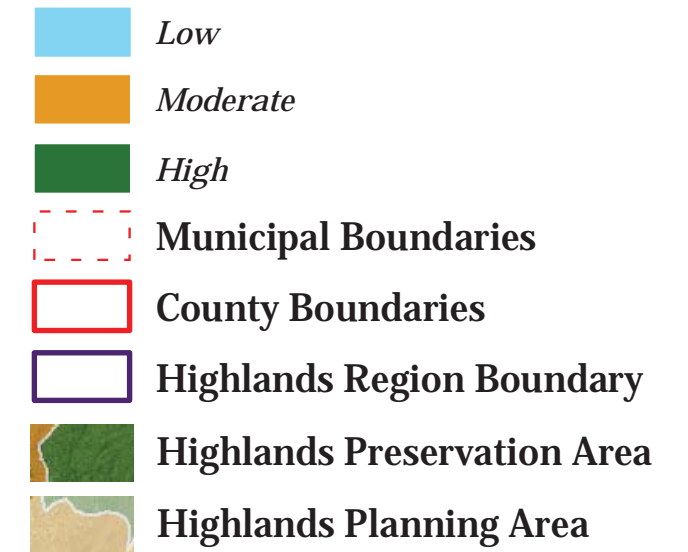 Low
Moderate
High
Municipal Boundaries
County Boundaries
Highlands Region Boundary
Highlands Preservation Area
Highlands Planning Area